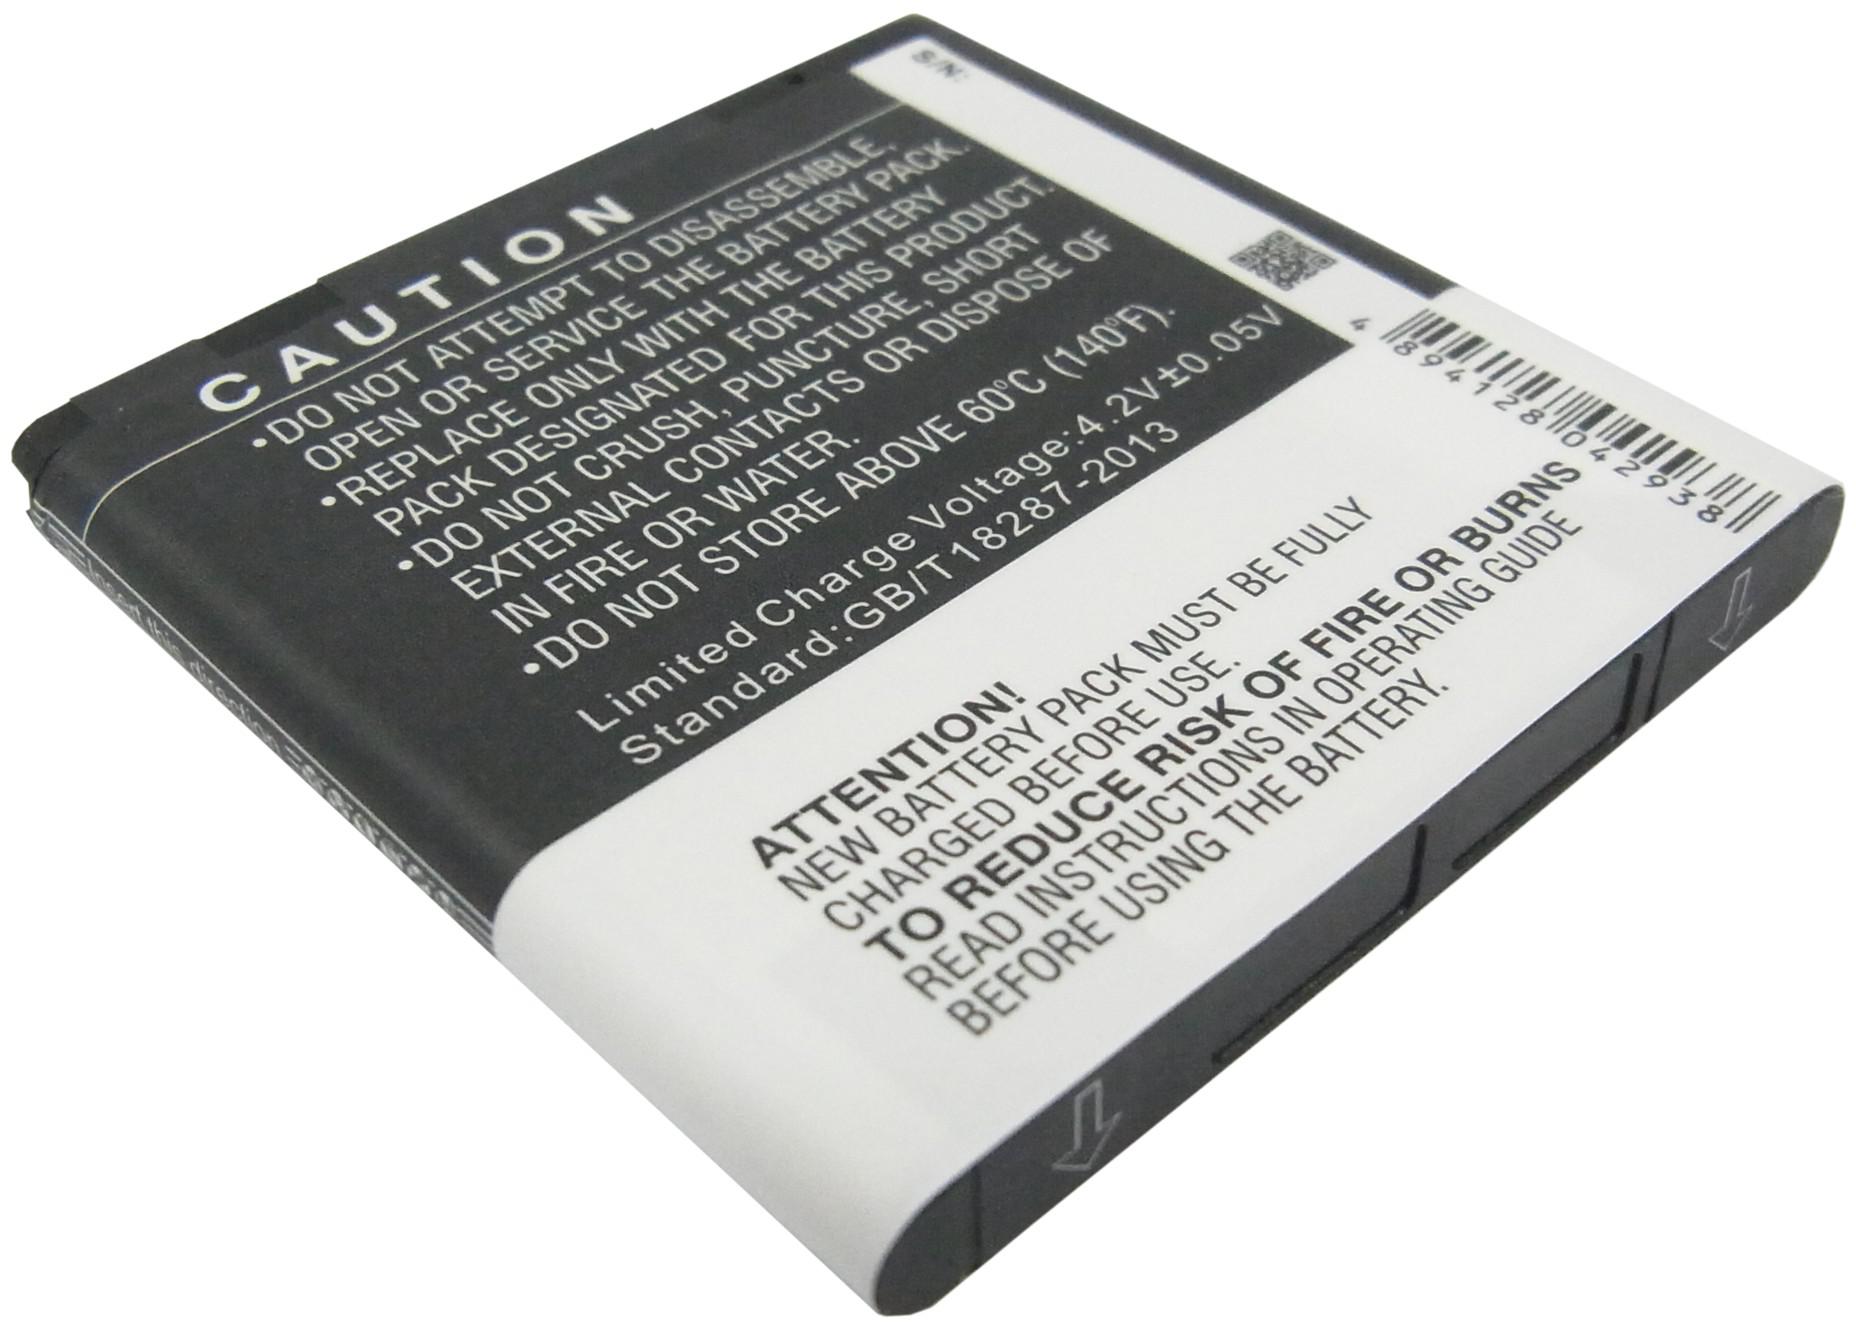 S/N:
CAUTION
•DO NOT ATTEMPT TO DISASSEMBLE,
OPEN OR SERVICE THE BATTERY PACK.
•REPLACE ONLY WITH THE BATTERY
PACK DESIGNATED FOR THIS PRODUCT.
•DO NOT CRUSH, PUNCTURE, SHORT
EXTERNAL CONTACTS OR DISPOSE OF
IN FIRE OR WATER.
•DO NOT STORE ABOVE 60°C (140°F).
Limited Charge Voltage:4.2V±0.05V
Standard:GB/T 18287-2013
4 894128 042938
ATTENTION!
NEW BATTERY PACK MUST BE FULLY
CHARGED BEFORE USE.
TO REDUCE RISK OF FIRE OR BURNS
READ INSTRUCTIONS IN OPERATING GUIDE
BEFORE USING THE BATTERY.
Insert this direction